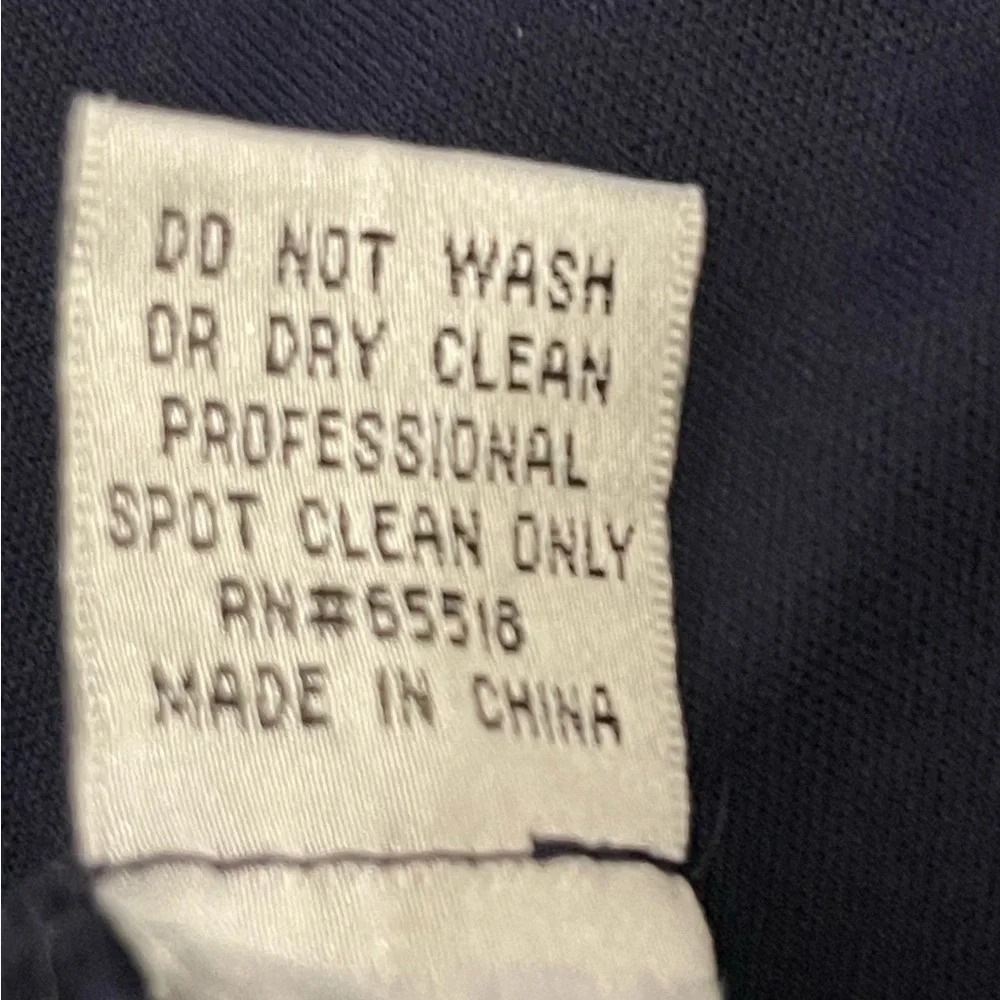 DO NOT WASH
OR DRY CLEAN
PROFESSIONAL
SPOT CLEAN ONLY
RN#65518
MADE IN CHINA